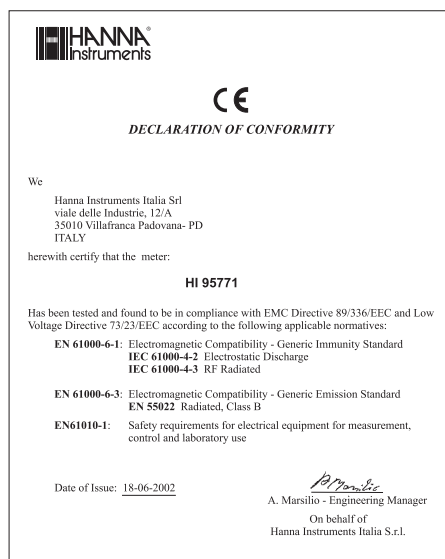 HANNA®
instruments
CE
DECLARATION OF CONFORMITY
We
Hanna Instruments Italia Srl
viale delle Industrie, 12/A
35010 Villafranca Padovana- PD
ITALY
herewith certify that the meter:
HI 95771
Has been tested and found to be in compliance with EMC Directive 89/336/EEC and Low
Voltage Directive 73/23/EEC according to the following applicable normatives:
EN 61000-6-1: Electromagnetic Compatibility - Generic Immunity Standard
IEC 61000-4-2 Electrostatic Discharge
IEC 61000-4-3 RF Radiated
EN 61000-6-3: Electromagnetic Compatibility - Generic Emission Standard
EN 55022 Radiated, Class B
EN61010-1: Safety requirements for electrical equipment for measurement,
control and laboratory use
Date of Issue: 18-06-2002
A. Marsilio - Engineering Manager
On behalf of
Hanna Instruments Italia S.r.l.